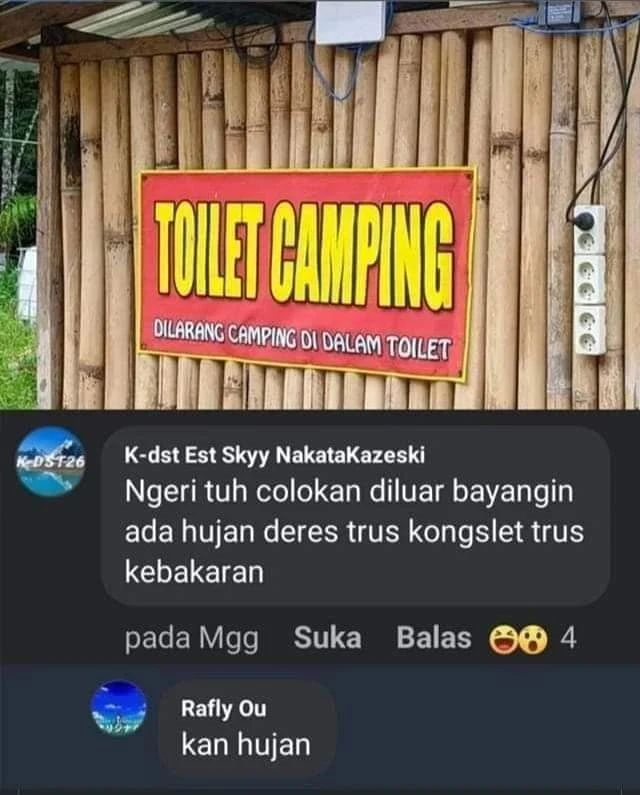 TOILET CAMPING
DILARANG CAMPING DI DALAM TOILET
K-DST26
K-dst Est Skyy NakataKazeski
Ngeri tuh colokan diluar bayangin
ada hujan deres trus kongslet trus
kebakaran
pada Mgg Suka Balas 4
Rafly Ou
kan hujan